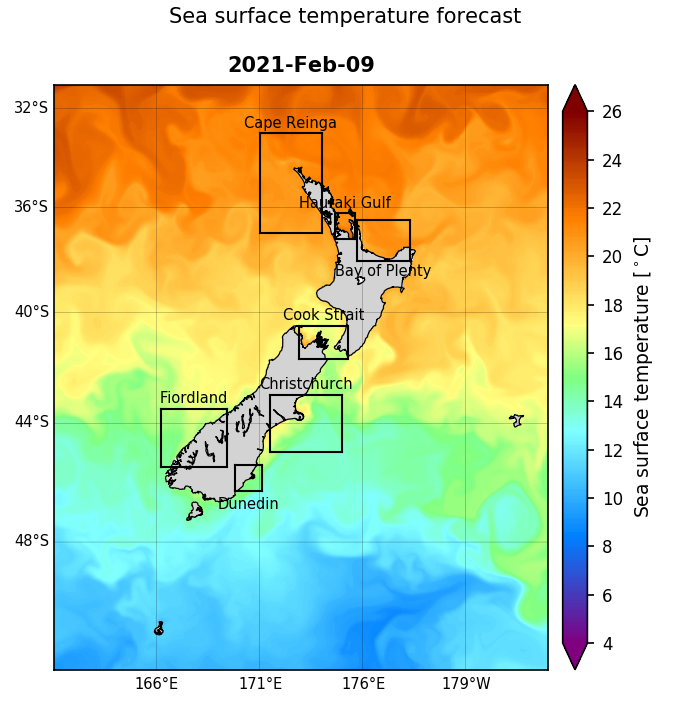 Sea surface temperature forecast
2021-Feb-09
32°S
36°S
40°S
44°S
48°S
Cape Reinga
Hauraki Gulf
Bay of Plenty
Cook Strait
Christchurch
Fiordland
Dunedin
166°E
171°E
176°E
179°W
26
24
22
20
18
16
14
12
10
8
6
4
Sea surface temperature [°C]